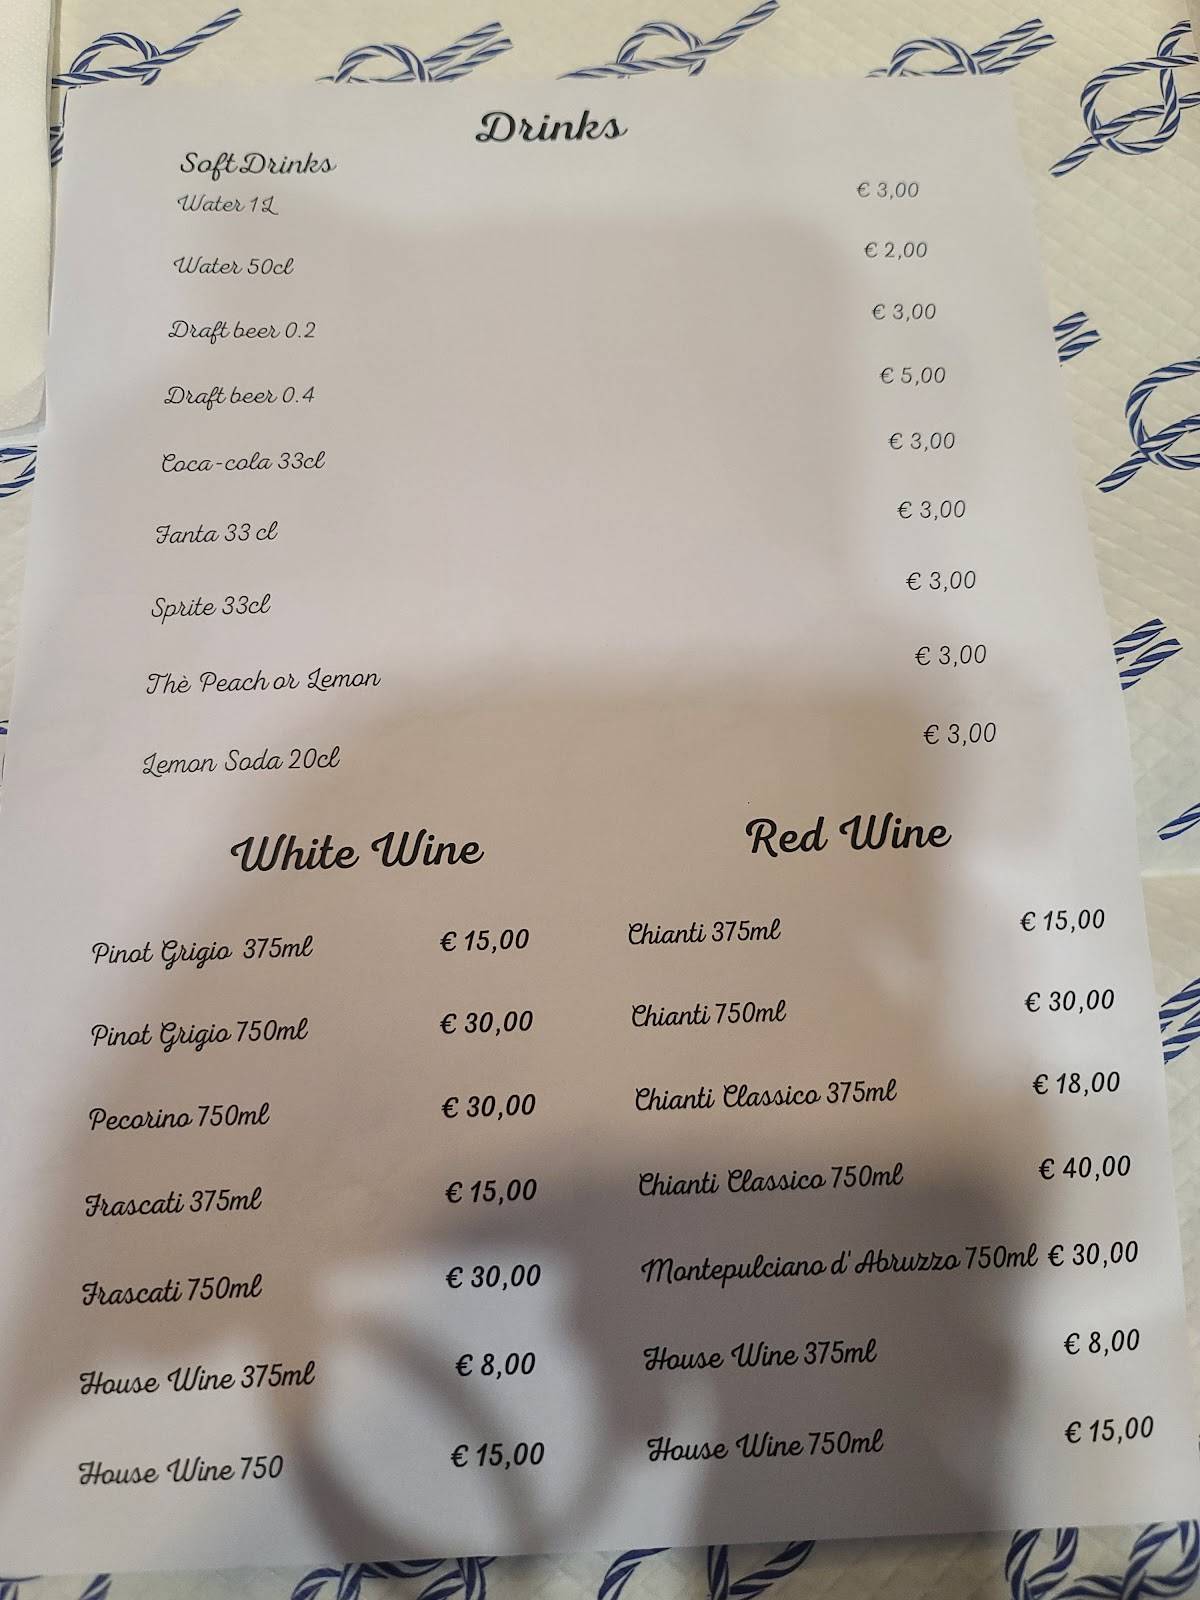 Drinks
Soft Drinks
Water 1L € 3,00
Water 50cl € 2,00
Draft beer 0.2 € 3,00
Draft beer 0.4 € 5,00
Coca-cola 33cl € 3,00
Fanta 33 cl € 3,00
Sprite 33cl € 3,00
Thè Peach or Lemon € 3,00
Lemon Soda 20cl € 3,00
White Wine
Pinot Grigio 375ml € 15,00
Pinot Grigio 750ml € 30,00
Pecorino 750ml € 30,00
Frascati 375ml € 15,00
Frascati 750ml € 30,00
House Wine 375ml € 8,00
House Wine 750 € 15,00
Red Wine
Chianti 375ml € 15,00
Chianti 750ml € 30,00
Chianti Classico 375ml € 18,00
Chianti Classico 750ml € 40,00
Montepulciano d' Abruzzo 750ml € 30,00
House Wine 375ml € 8,00
House Wine 750ml € 15,00